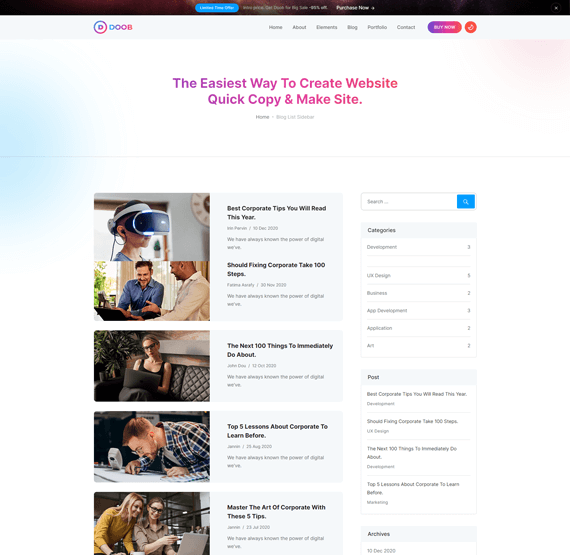 Limited Time Offer
Get Doob for Big Sale -95% off.
Purchase Now
DOOB
Home
About
Elements
Blog
Portfolio
Contact
BUY NOW
The Easiest Way To Create Website
Quick Copy & Make Site.
Home
Blog List Sidebar
Best Corporate Tips You Will Read
This Year.
/ 10 Dec 2020
We have always known the power of digital
we've.
Should Fixing Corporate Take 100
Steps.
Fatima Asrafy / 30 Nov 2020
We have always known the power of digital
we've.
The Next 100 Things To Immediately
Do About.
John Dou / 12 Oct 2020
We have always known the power of digital
we've.
Top 5 Lessons About Corporate To
Learn Before.
Jannin / 25 Aug 2020
We have always known the power of digital
we've.
Master The Art Of Corporate With
These 5 Tips.
Jannin / 23 Jul 2020
We have always known the power of digital
we've.
Search ...
Categories
Development 3
UX Design 5
Business 2
App Development 3
Application 2
Art 2
Post
Best Corporate Tips You Will Read This Year.
Development
Should Fixing Corporate Take 100 Steps.
UX Design
The Next 100 Things To Immediately Do
About.
Development
Top 5 Lessons About Corporate To Learn
Before.
Marketing
Archives
10 Dec 2020